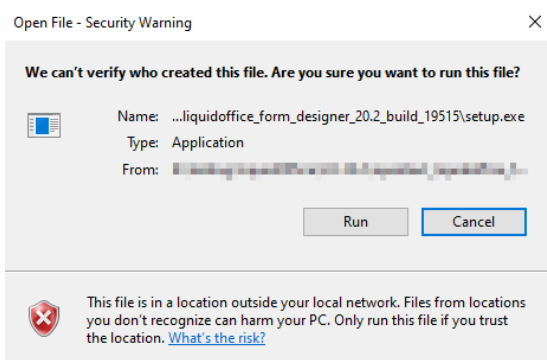 Open File - Security Warning
We can't verify who created this file. Are you sure you want to run this file?
Name: ...liquidoffice_form_designer_20.2_build_19515\setup.exe
Type: Application
From:
Run Cancel
This file is in a location outside your local network. Files from locations
you don't recognize can harm your PC. Only run this file if you trust
the location. What's the risk?